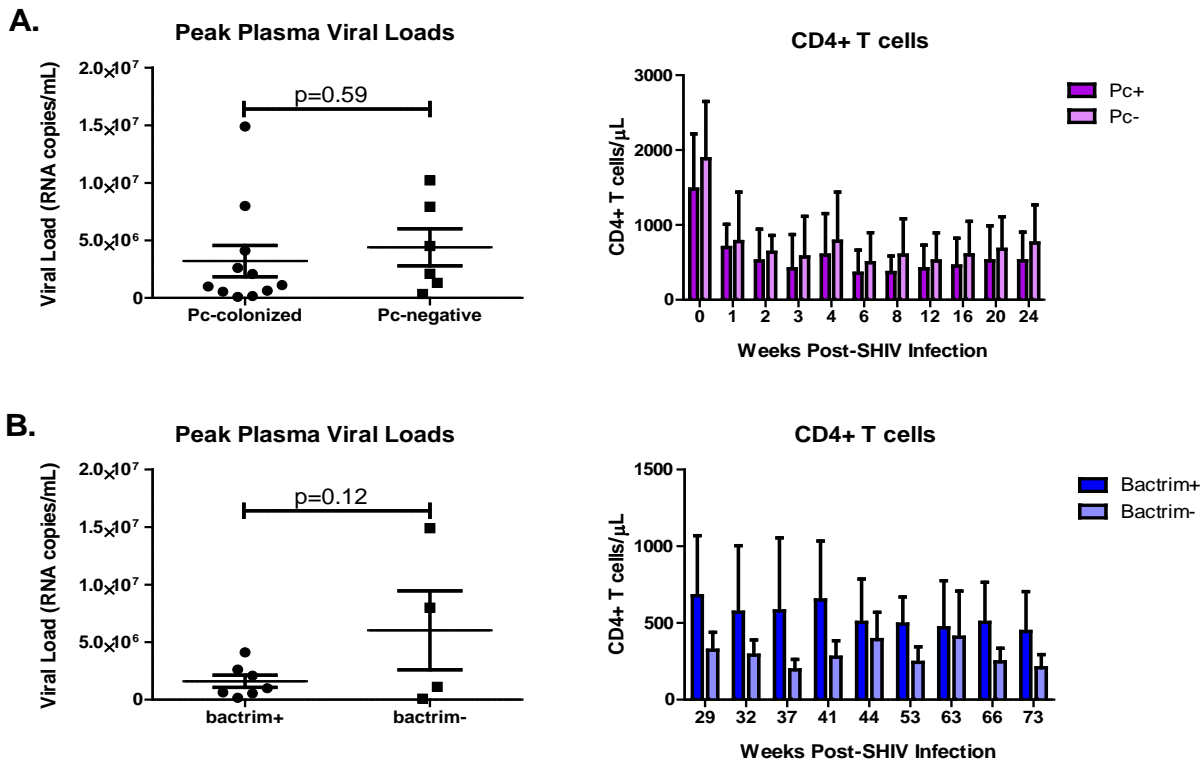 A.
Peak Plasma Viral Loads
Viral Load (RNA copies/mL)
2.0×10⁷
1.5×10⁷
1.0×10⁷
5.0×10⁶
0
p=0.59
Pc-colonized
Pc-negative
CD4+ T cells
CD4+ T cells/μL
3000
2000
1000
0
0 1 2 3 4 6 8 12 16 20 24
Weeks Post-SHIV Infection
Pc+
Pc-
B.
Peak Plasma Viral Loads
Viral Load (RNA copies/mL)
2.0×10⁷
1.5×10⁷
1.0×10⁷
5.0×10⁶
0
p=0.12
bactrim+
bactrim-
CD4+ T cells
CD4+ T cells/μL
1500
1000
500
0
29 32 37 41 44 53 63 66 73
Weeks Post-SHIV Infection
Bactrim+
Bactrim-